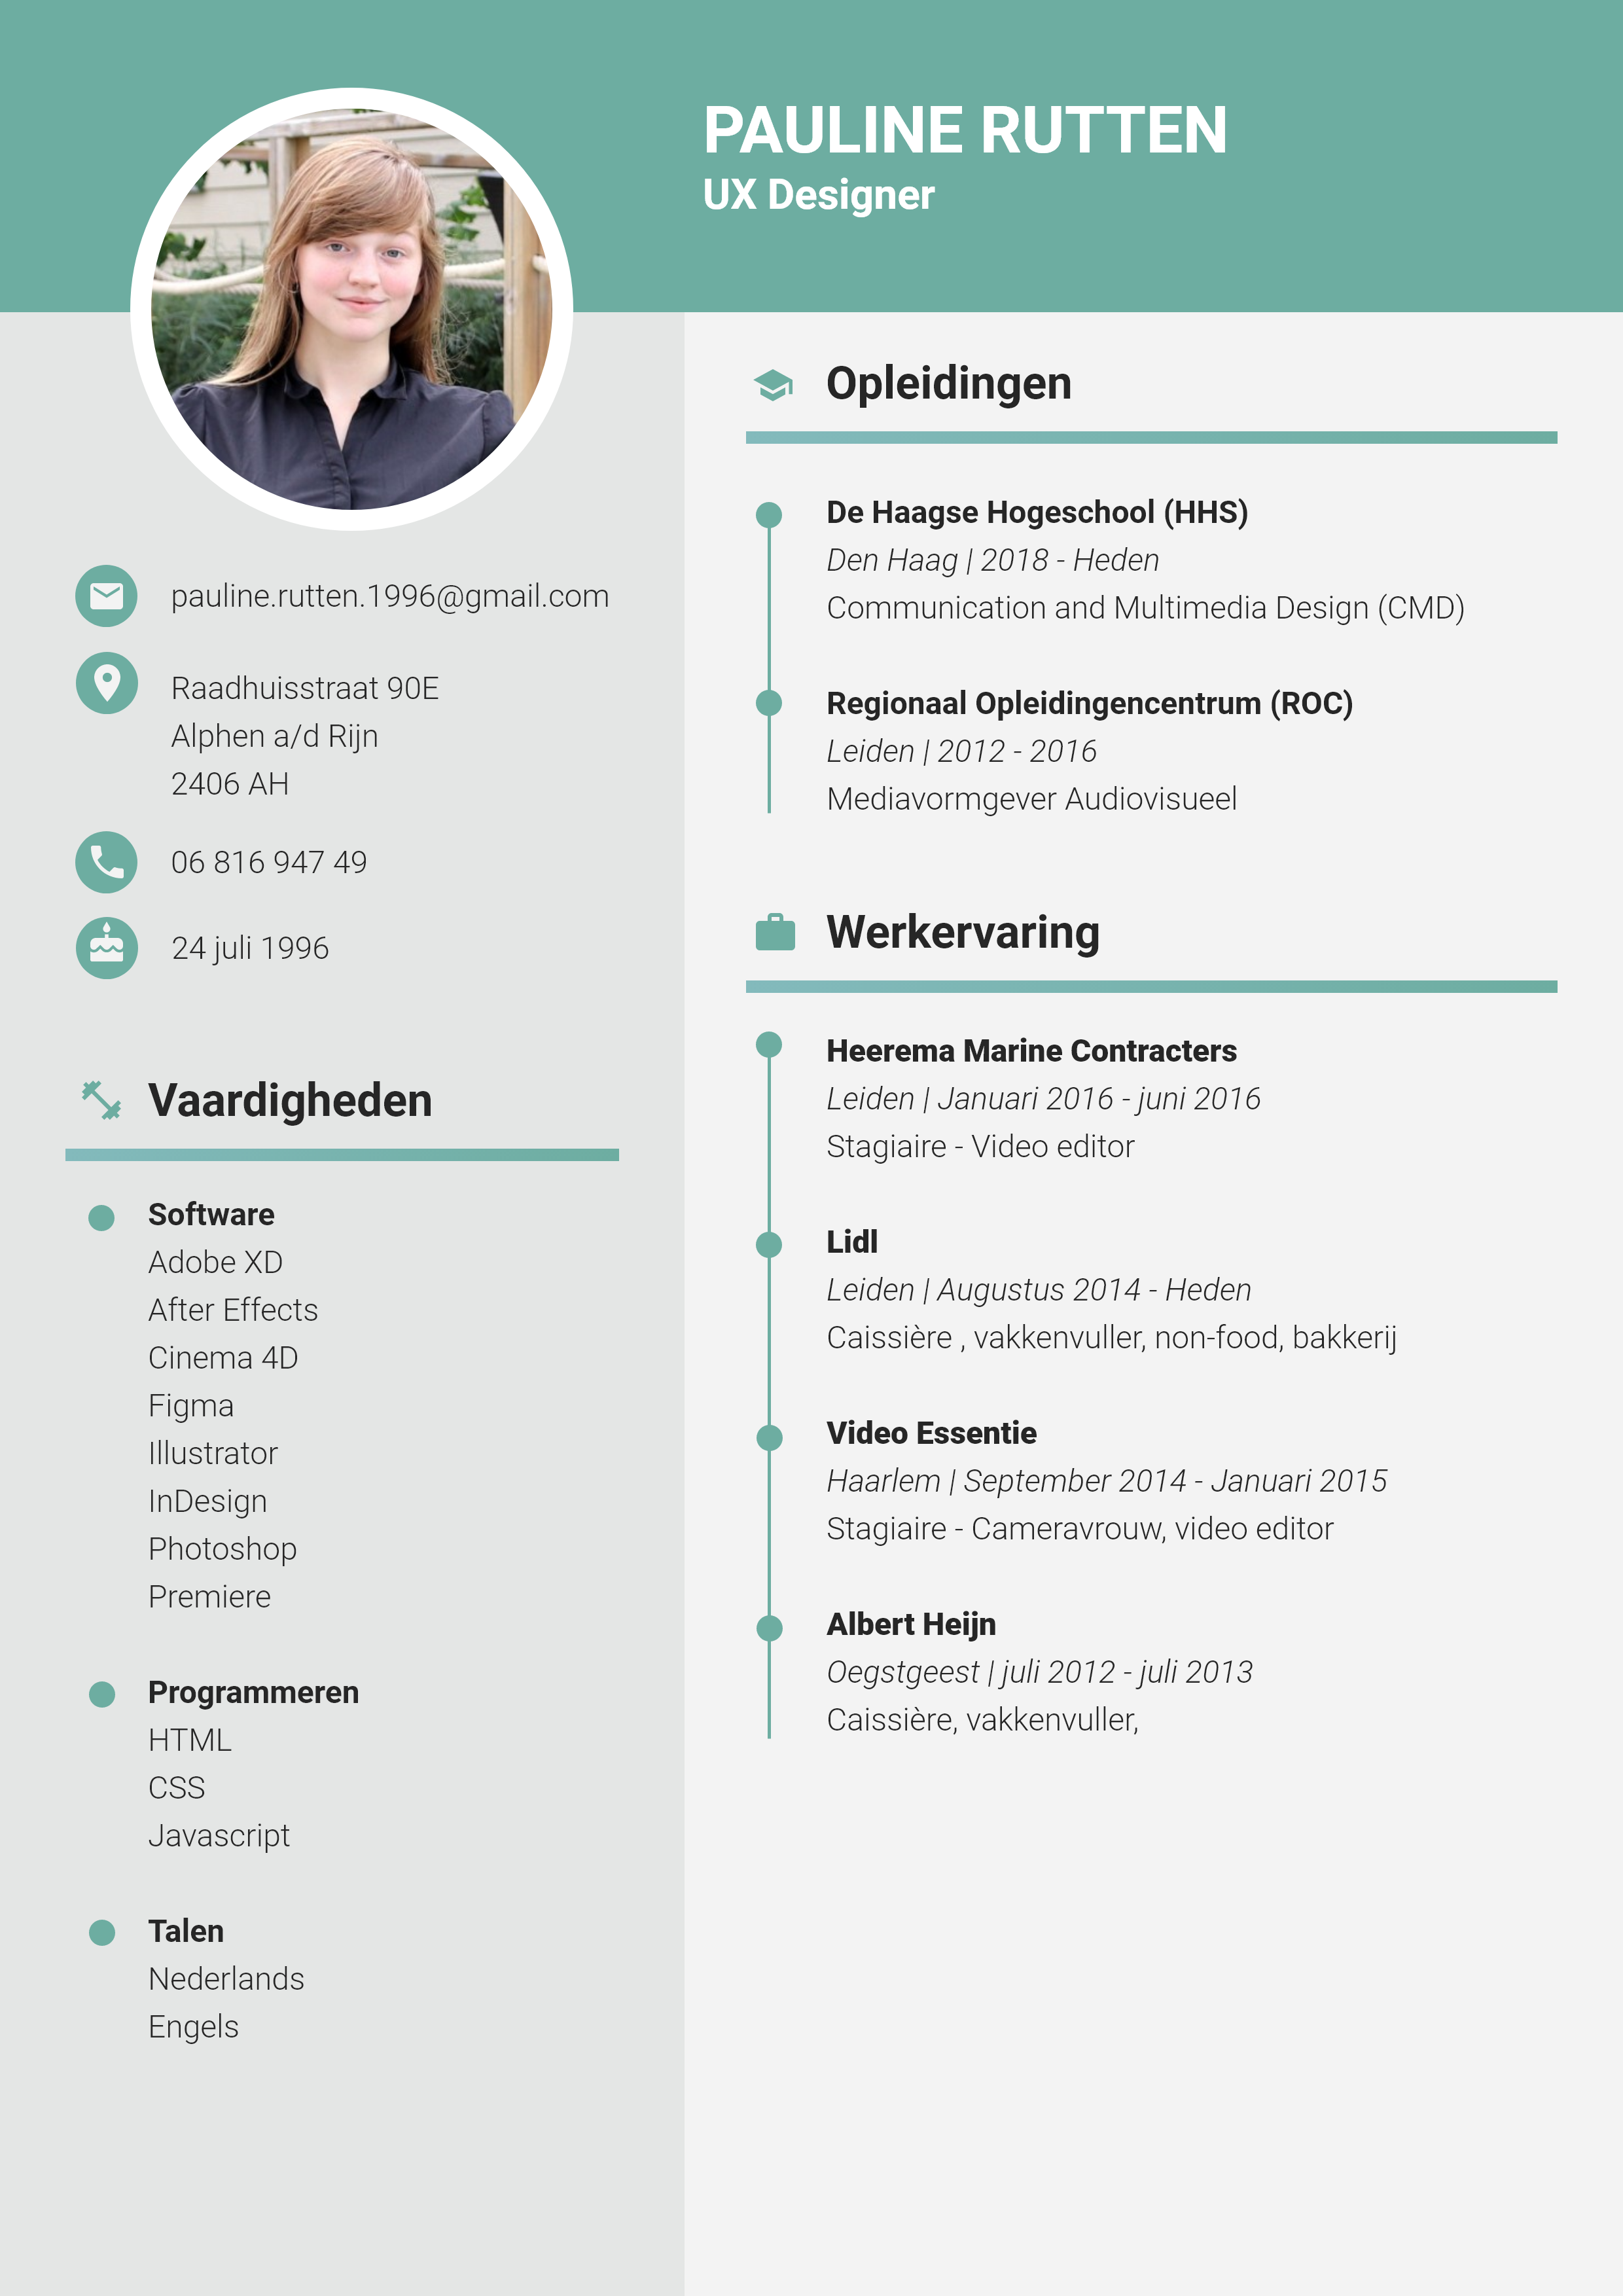 PAULINE RUTTEN
UX Designer
pauline.rutten.1996@gmail.com
Raadhuisstraat 90E
Alphen a/d Rijn
2406 AH
06 816 947 49
24 juli 1996
Vaardigheden
Software
Adobe XD
After Effects
Cinema 4D
Figma
Illustrator
InDesign
Photoshop
Premiere
Programmeren
HTML
CSS
Javascript
Talen
Nederlands
Engels
Opleidingen
De Haagse Hogeschool (HHS)
Den Haag | 2018 - Heden
Communication and Multimedia Design (CMD)
Regionaal Opleidingencentrum (ROC)
Leiden | 2012 - 2016
Mediavormgever Audiovisueel
Werkervaring
Heerema Marine Contracters
Leiden | Januari 2016 - juni 2016
Stagiaire - Video editor
Lidl
Leiden | Augustus 2014 - Heden
Caissière , vakkenvuller, non-food, bakkerij
Video Essentie
Haarlem | September 2014 - Januari 2015
Stagiaire - Cameravrouw, video editor
Albert Heijn
Oegstgeest | juli 2012 - juli 2013
Caissière, vakkenvuller,